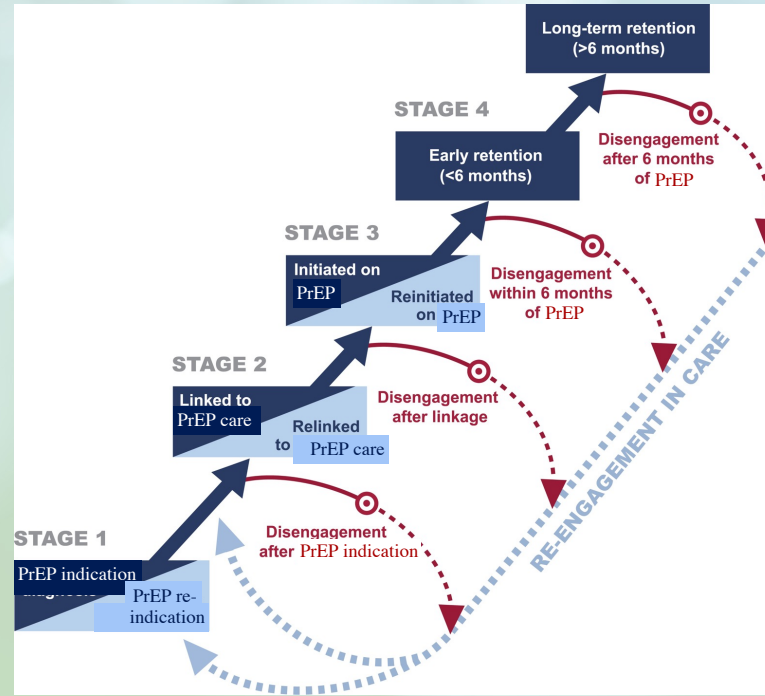 Long-term retention
(>6 months)
STAGE 4
Early retention
(<6 months)
Disengagement
after 6 months
of PrEP
STAGE 3
Initiated on
PrEP
Reinitiated
on PrEP
Disengagement
within 6 months
of PrEP
STAGE 2
Linked to
PrEP care
Relinked
to PrEP care
Disengagement
after linkage
RE-ENGAGEMENT IN CARE
STAGE 1
PrEP indication
PrEP re-
indication
Disengagement
after PrEP indication